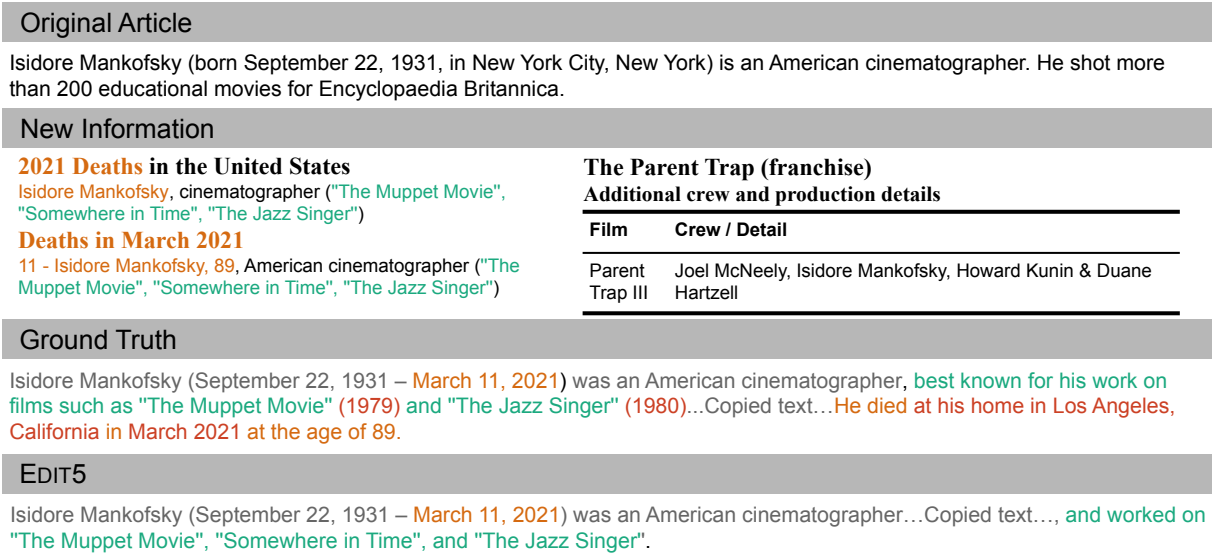 Original Article
Isidore Mankofsky (born September 22, 1931, in New York City, New York) is an American cinematographer. He shot more
than 200 educational movies for Encyclopaedia Britannica.
New Information
2021 Deaths in the United States
Isidore Mankofsky, cinematographer ("The Muppet Movie",
"Somewhere in Time", "The Jazz Singer")
Deaths in March 2021
11 - Isidore Mankofsky, 89, American cinematographer ("The
Muppet Movie", "Somewhere in Time", "The Jazz Singer")
The Parent Trap (franchise)
Additional crew and production details
Film Crew / Detail
Parent Joel McNeely, Isidore Mankofsky, Howard Kunin & Duane
Trap III Hartzell
Ground Truth
Isidore Mankofsky (September 22, 1931 – March 11, 2021) was an American cinematographer, best known for his work on
films such as "The Muppet Movie" (1979) and "The Jazz Singer" (1980)...Copied text…He died at his home in Los Angeles,
California in March 2021 at the age of 89.
EDIT5
Isidore Mankofsky (September 22, 1931 – March 11, 2021) was an American cinematographer…Copied text…, and worked on
"The Muppet Movie", "Somewhere in Time", and "The Jazz Singer".